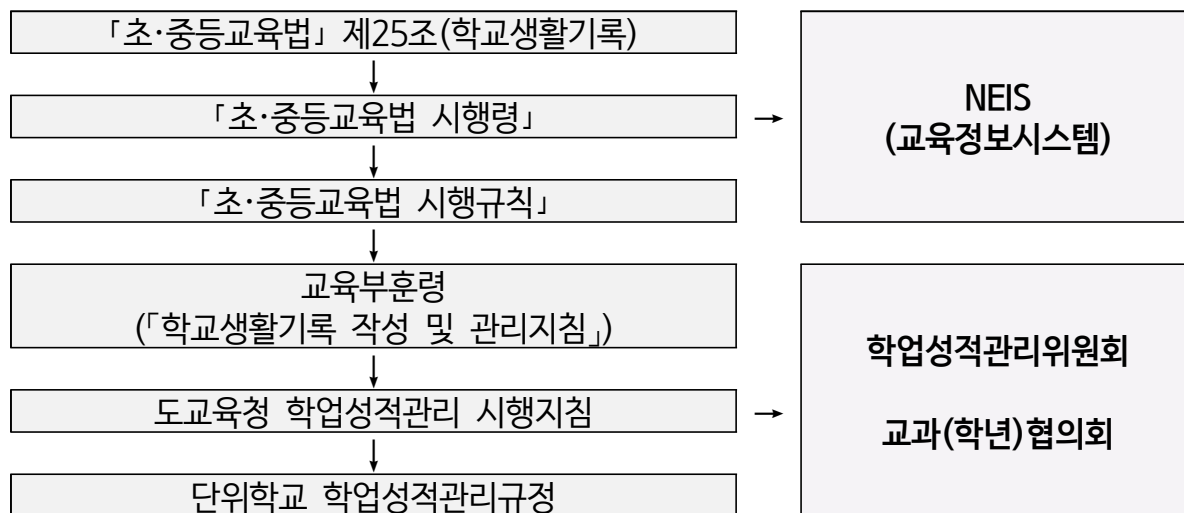 「초·중등교육법」 제25조(학교생활기록)
「초·중등교육법 시행령」
「초·중등교육법 시행규칙」
교육부훈령
(「학교생활기록 작성 및 관리지침」)
도교육청 학업성적관리 시행지침
단위학교 학업성적관리규정
NEIS
(교육정보시스템)
학업성적관리위원회
교과(학년)협의회